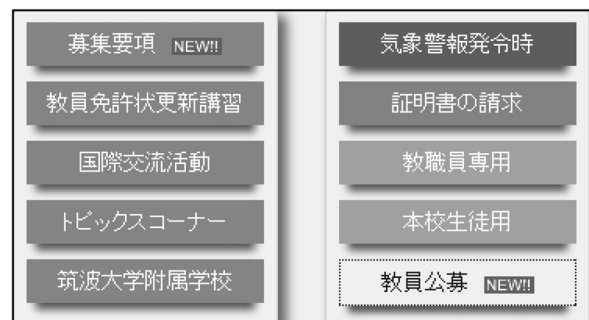 募集要項 NEW!!
教員免許状更新講習
国際交流活動
トピックスコーナー
筑波大学附属学校
気象警報発令時
証明書の請求
教職員専用
本校生徒用
教員公募 NEW!!